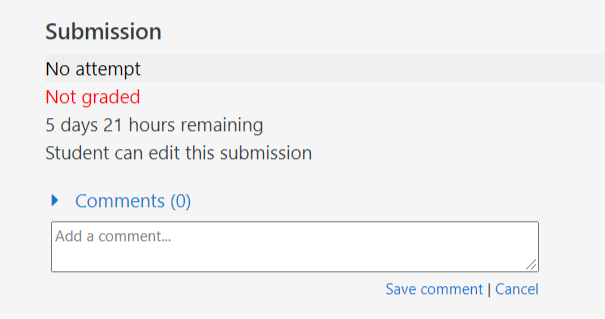 Submission
No attempt
Not graded
5 days 21 hours remaining
Student can edit this submission
Comments (0)
Add a comment...
Save comment | Cancel